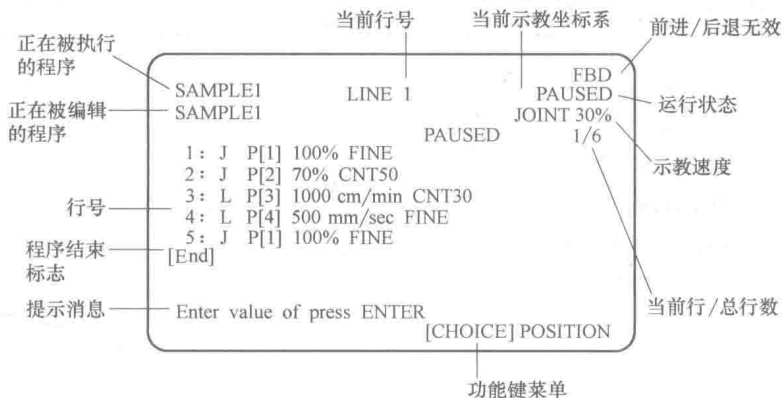 当前行号
当前示教坐标系
前进/后退无效
正在被执行
的程序
FBD
SAMPLE1
LINE 1
PAUSED
运行状态
正在被编辑
的程序
SAMPLE1
JOINT 30%
PAUSED
1/6
示教速度
1: J P[1] 100% FINE
2: J P[2] 70% CNT50
3: L P[3] 1000 cm/min CNT30
行号
4: L P[4] 500 mm/sec FINE
5: J P[1] 100% FINE
程序结束
标志
[End]
提示消息
Enter value of press ENTER
当前行/总行数
[CHOICE] POSITION
功能键菜单